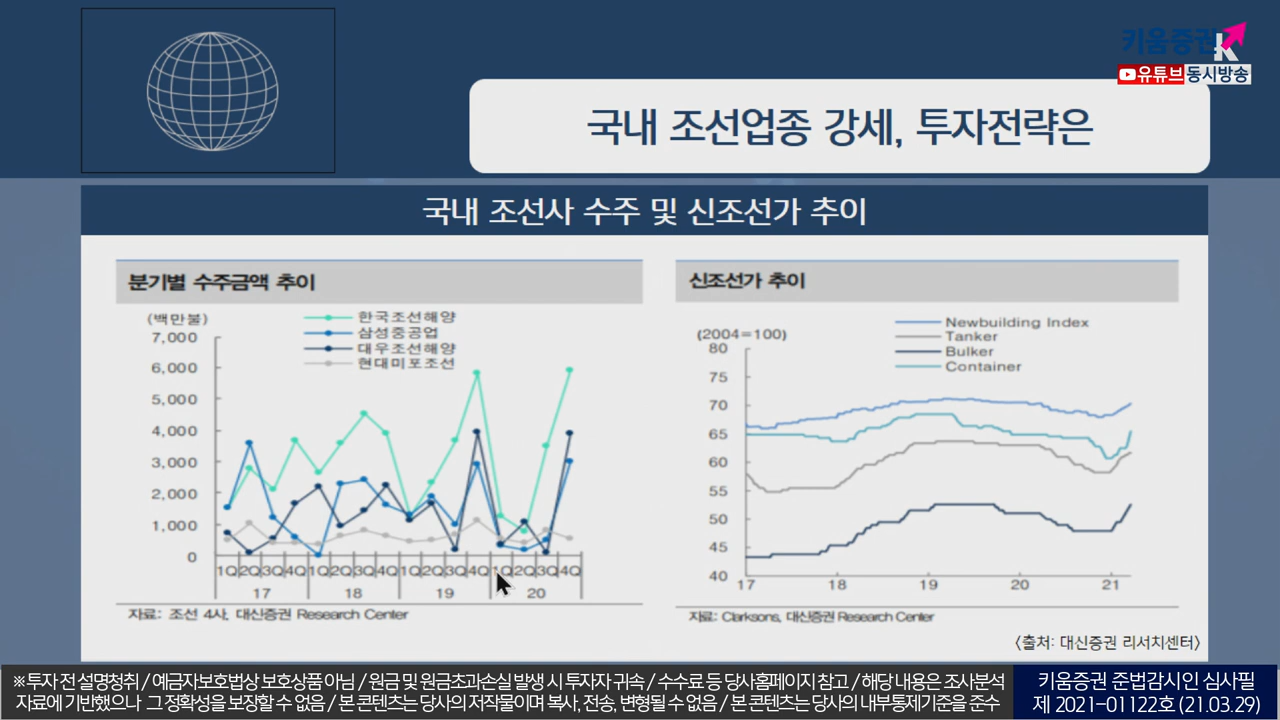 키움증권
유튜브동시방송
국내 조선업종 강세, 투자전략은
국내 조선사 수주 및 신조선가 추이
분기별 수주금액 추이
(백만불)
한국조선해양
삼성중공업
대우조선해양
현대미포조선
7,000
6,000
5,000
4,000
3,000
2,000
1,000
0
1Q 2Q 3Q 4Q 1Q 2Q 3Q 4Q 1Q 2Q 3Q 4Q 1Q 2Q 3Q 4Q
17 18 19 20
자료: 조선 4사, 대신증권 Research Center
신조선가 추이
(2004=100)
Newbuilding Index
Tanker
Bulker
Container
80
75
70
65
60
55
50
45
40
17 18 19 20 21
자료: Clarksons, 대신증권 Research Center
<출처: 대신증권 리서치센터>
※투자 전 설명청취 / 예금자보호법상 보호상품 아님 / 원금 및 원금초과손실 발생 시 투자자 귀속 / 수수료 등 당사홈페이지 참고 / 해당 내용은 조사분석
자료에 기반했으나 그 정확성을 보장할 수 없음 / 본 콘텐츠는 당사의 저작물이며 복사, 전송, 변형될 수 없음 / 본 콘텐츠는 당사의 내부통제기준을 준수
키움증권 준법감시인 심사필
제 2021-01122호 (21.03.29)